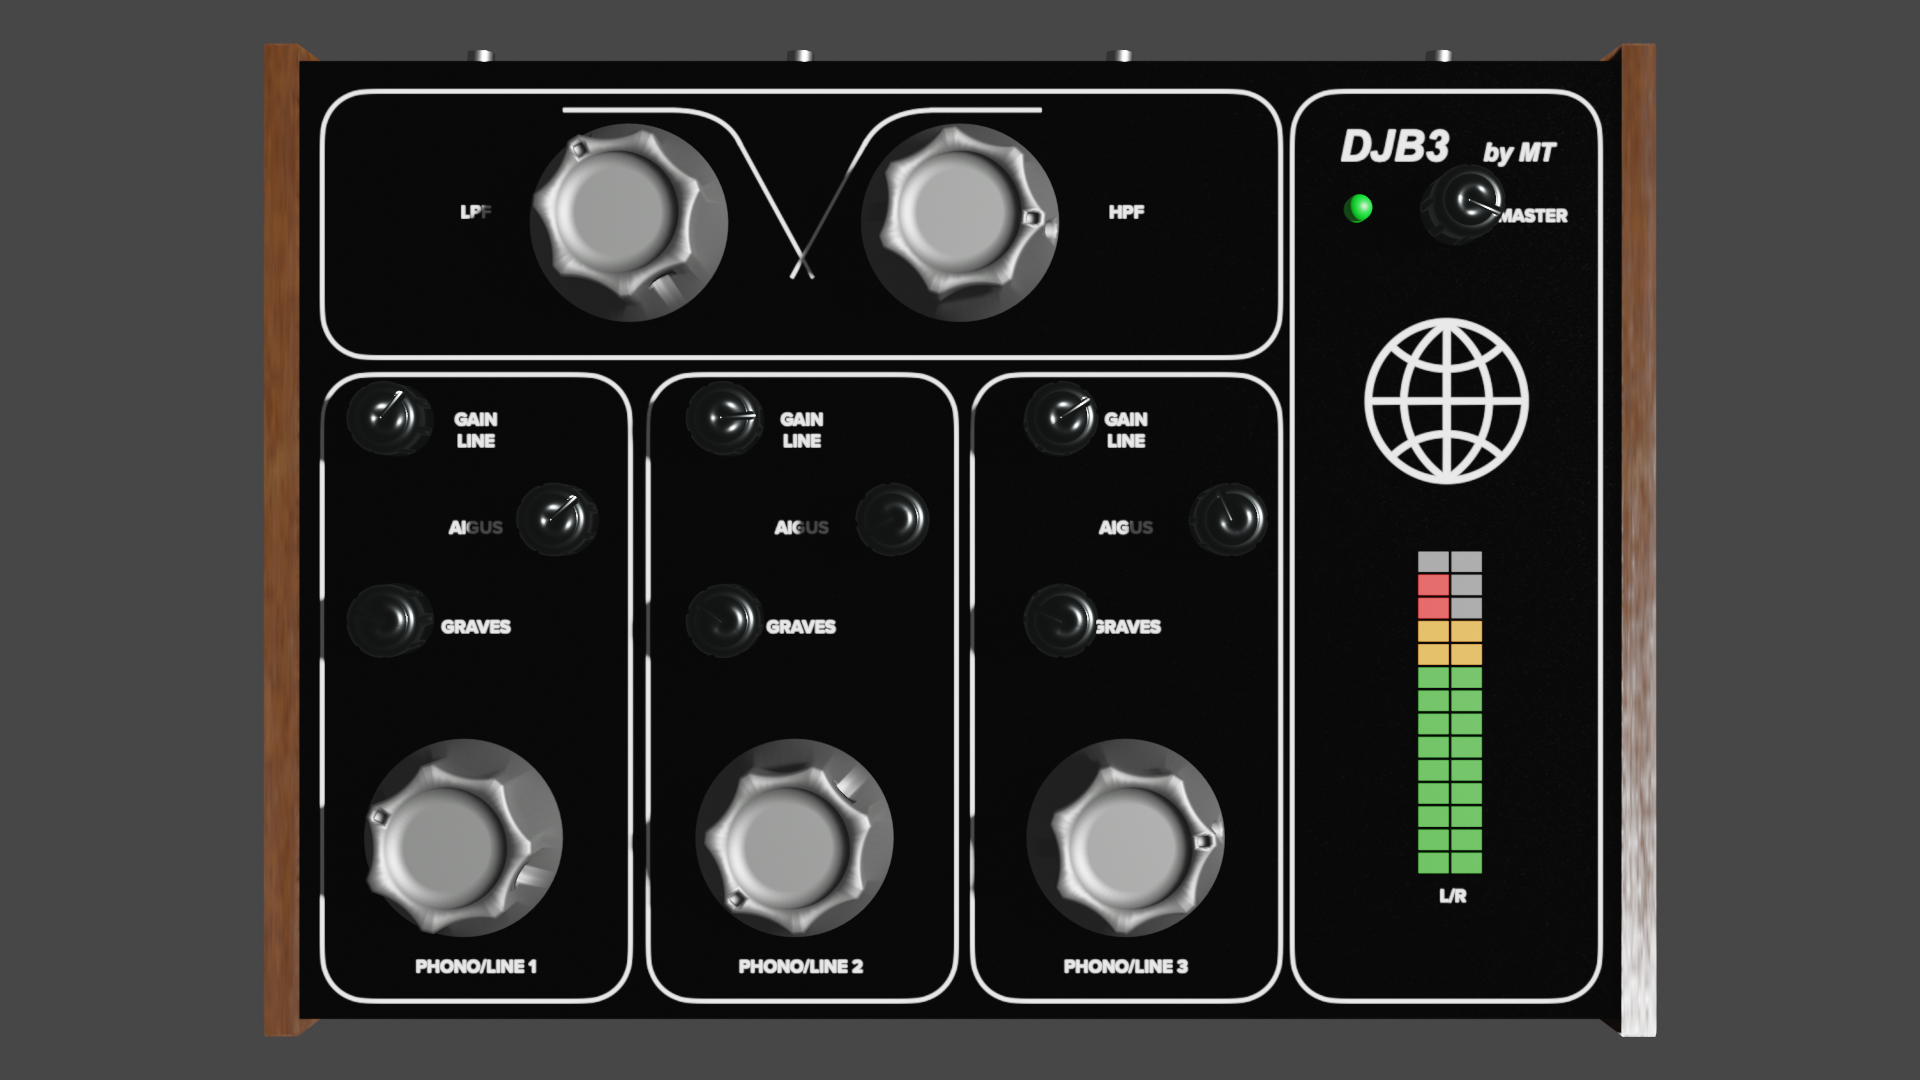 DJB3 by MT
LPF
HPF
MASTER
GAIN
LINE
GAIN
LINE
GAIN
LINE
AIGUS
AIGUS
AIGUS
GRAVES
GRAVES
GRAVES
L/R
PHONO/LINE 1
PHONO/LINE 2
PHONO/LINE 3